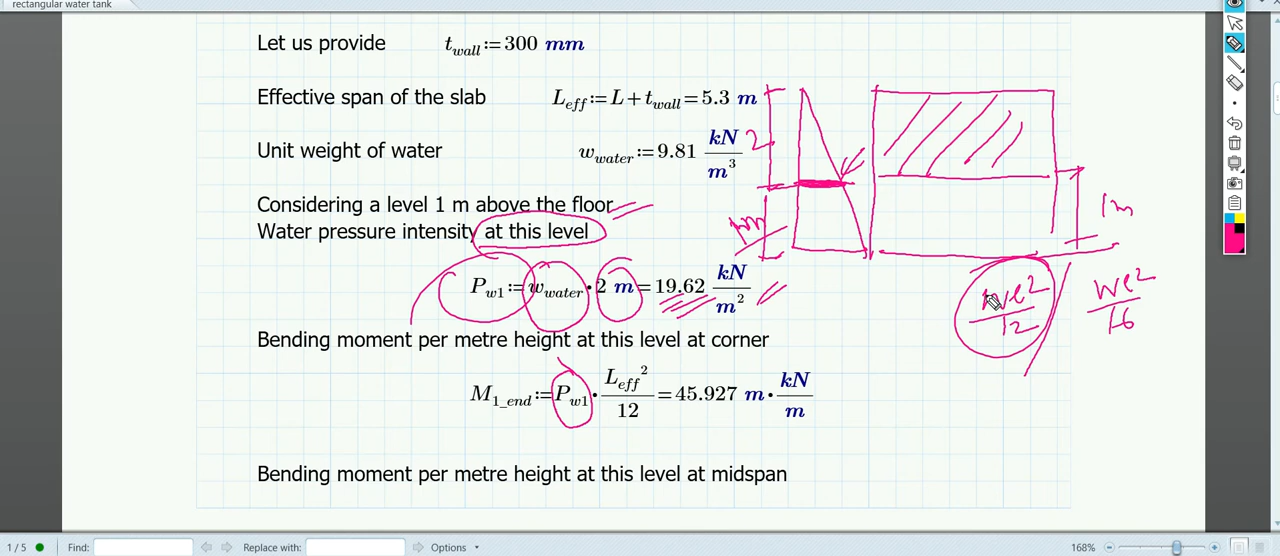 rectangular water tank
Let us provide t_wall := 300 mm
Effective span of the slab L_eff := L + t_wall = 5.3 m
Unit weight of water w_water := 9.81 kN/m³
2
Considering a level 1 m above the floor
Water pressure intensity at this level
1m
1m
P_w1 := w_water · 2 m = 19.62 kN/m²
wl²/12
wl²/16
Bending moment per metre height at this level at corner
M_1_end := P_w1 · L_eff²/12 = 45.927 m · kN/m
Bending moment per metre height at this level at midspan
1 / 5 Find: Replace with: Options 168%